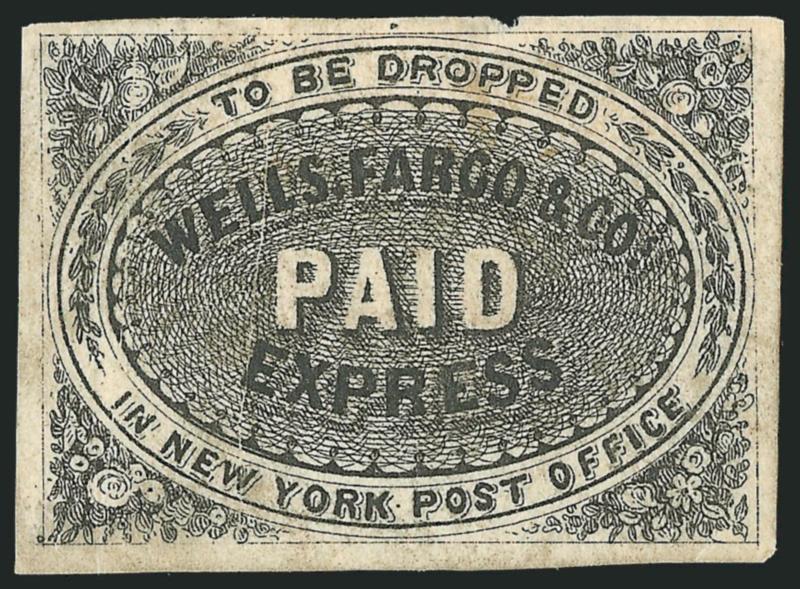 TO BE DROPPED
WELLS, FARGO & CO'S
PAID
EXPRESS
IN NEW YORK POST OFFICE